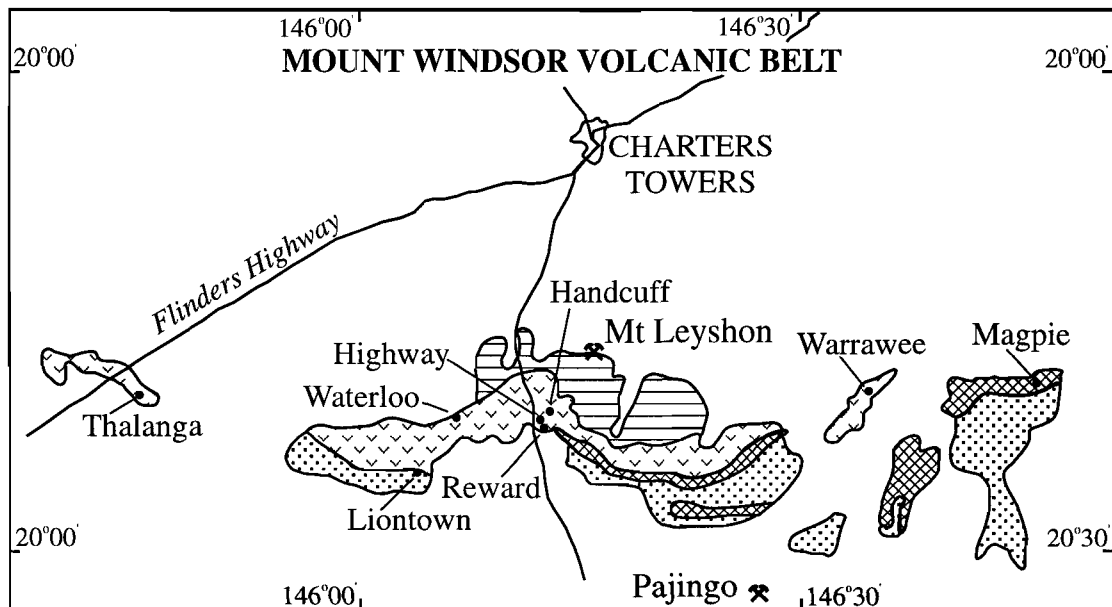 146°00'
146°30'
20°00'
MOUNT WINDSOR VOLCANIC BELT
20°00'
CHARTERS
TOWERS
Flinders Highway
Handcuff
Mt Leyshon
Highway
Warrawee
Magpie
Waterloo
Thalanga
Reward
Liontown
20°00'
20°30'
146°00'
Pajingo
146°30'